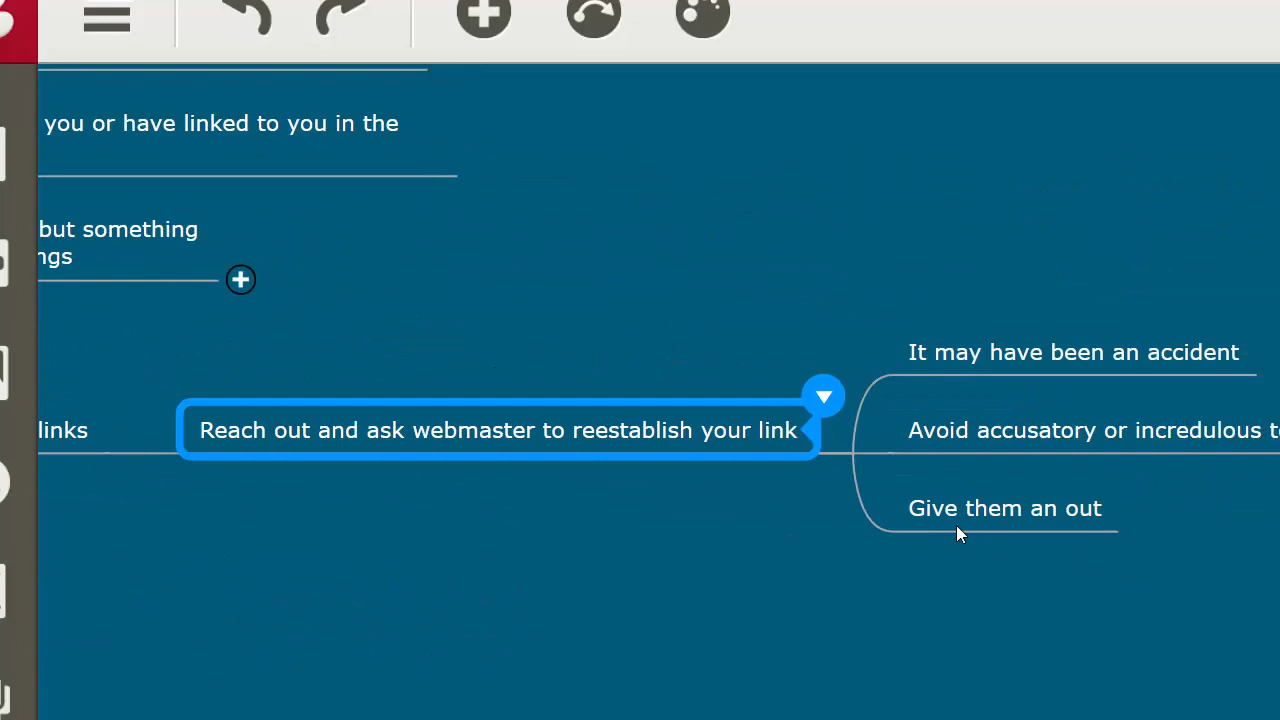 you or have linked to you in the
but something
links
Reach out and ask webmaster to reestablish your link
It may have been an accident
Avoid accusatory or incredulous
Give them an out